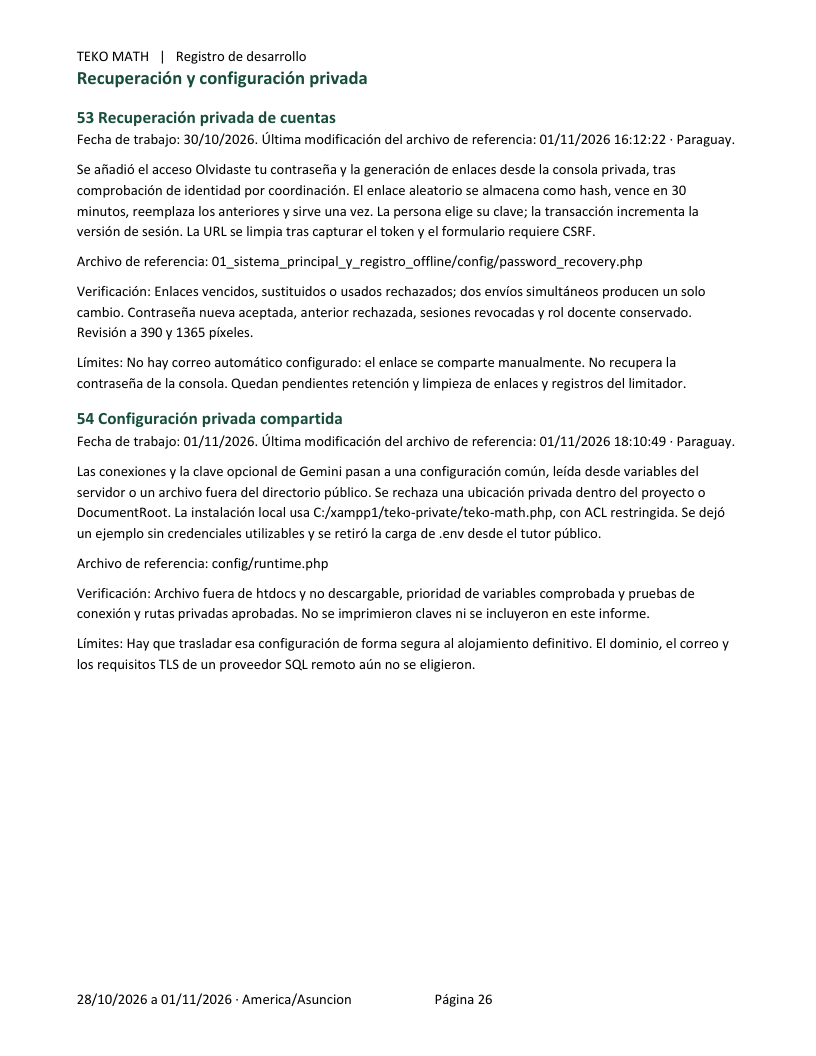 TEKO MATH | Registro de desarrollo
Recuperación y configuración privada
53 Recuperación privada de cuentas
Fecha de trabajo: 30/10/2026. Última modificación del archivo de referencia: 01/11/2026 16:12:22 · Paraguay.
Se añadió el acceso Olvidaste tu contraseña y la generación de enlaces desde la consola privada, tras
comprobación de identidad por coordinación. El enlace aleatorio se almacena como hash, vence en 30
minutos, reemplaza los anteriores y sirve una vez. La persona elige su clave; la transacción incrementa la
versión de sesión. La URL se limpia tras capturar el token y el formulario requiere CSRF.
Archivo de referencia: 01_sistema_principal_y_registro_offline/config/password_recovery.php
Verificación: Enlaces vencidos, sustituidos o usados rechazados; dos envíos simultáneos producen un solo
cambio. Contraseña nueva aceptada, anterior rechazada, sesiones revocadas y rol docente conservado.
Revisión a 390 y 1365 píxeles.
Límites: No hay correo automático configurado: el enlace se comparte manualmente. No recupera la
contraseña de la consola. Quedan pendientes retención y limpieza de enlaces y registros del limitador.
54 Configuración privada compartida
Fecha de trabajo: 01/11/2026. Última modificación del archivo de referencia: 01/11/2026 18:10:49 · Paraguay.
Las conexiones y la clave opcional de Gemini pasan a una configuración común, leída desde variables del
servidor o un archivo fuera del directorio público. Se rechaza una ubicación privada dentro del proyecto o
DocumentRoot. La instalación local usa C:/xampp1/teko-private/teko-math.php, con ACL restringida. Se dejó
un ejemplo sin credenciales utilizables y se retiró la carga de .env desde el tutor público.
Archivo de referencia: config/runtime.php
Verificación: Archivo fuera de htdocs y no descargable, prioridad de variables comprobada y pruebas de
conexión y rutas privadas aprobadas. No se imprimieron claves ni se incluyeron en este informe.
Límites: Hay que trasladar esa configuración de forma segura al alojamiento definitivo. El dominio, el correo y
los requisitos TLS de un proveedor SQL remoto aún no se eligieron.
28/10/2026 a 01/11/2026 · America/Asuncion Página 26